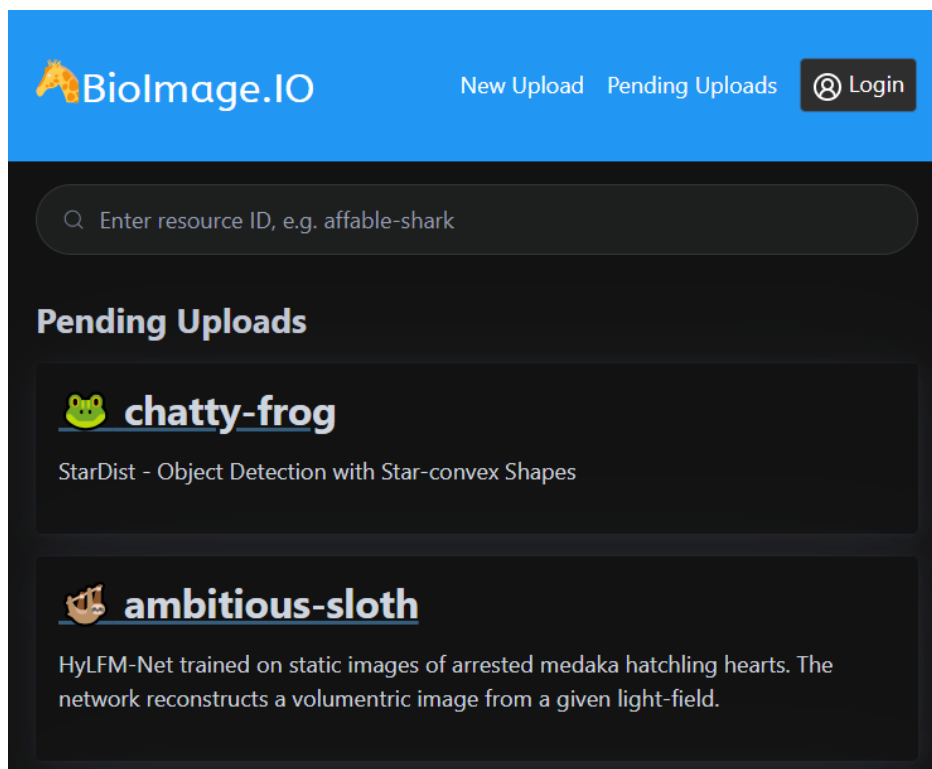 BioImage.IO
New Upload Pending Uploads Login
Enter resource ID, e.g. affable-shark
Pending Uploads
chatty-frog
StarDist - Object Detection with Star-convex Shapes
ambitious-sloth
HyLFM-Net trained on static images of arrested medaka hatchling hearts. The
network reconstructs a volumentric image from a given light-field.